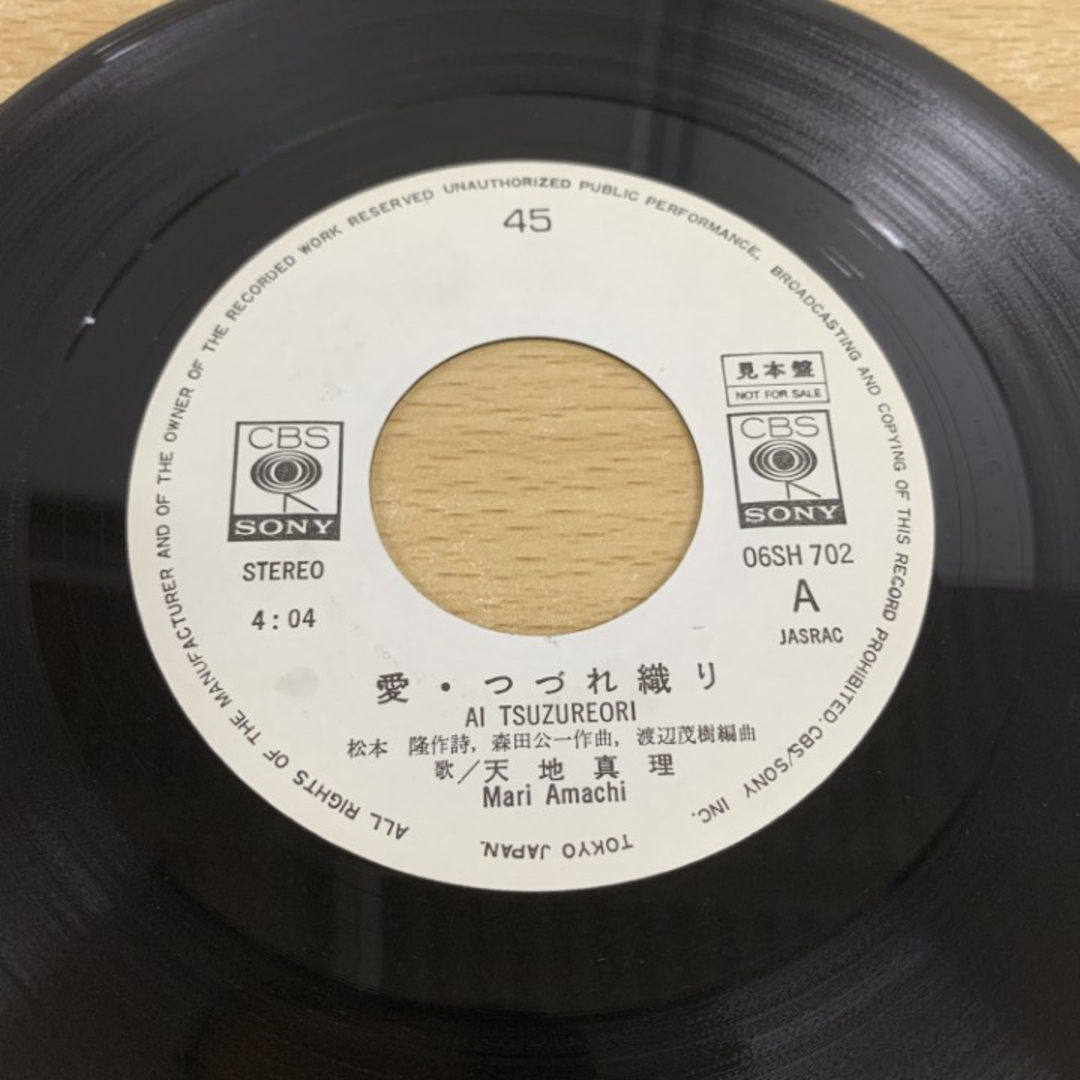 45
見本盤
NOT FOR SALE
CBS
SONY
CBS
SONY
STEREO
4:04
06SH 702
A
JASRAC
愛・つづれ織り
AI TSUZUREORI
松本 隆作詩, 森田公一作曲, 渡辺茂樹編曲
歌/天地真理
Mari Amachi
ALL RIGHTS OF THE MANUFACTURER AND OF THE OWNER OF THE RECORDED WORK RESERVED UNAUTHORIZED PUBLIC PERFORMANCE, BROADCASTING AND COPYING OF THIS RECORD PROHIBITED. CBS/SONY INC.
TOKYO JAPAN.